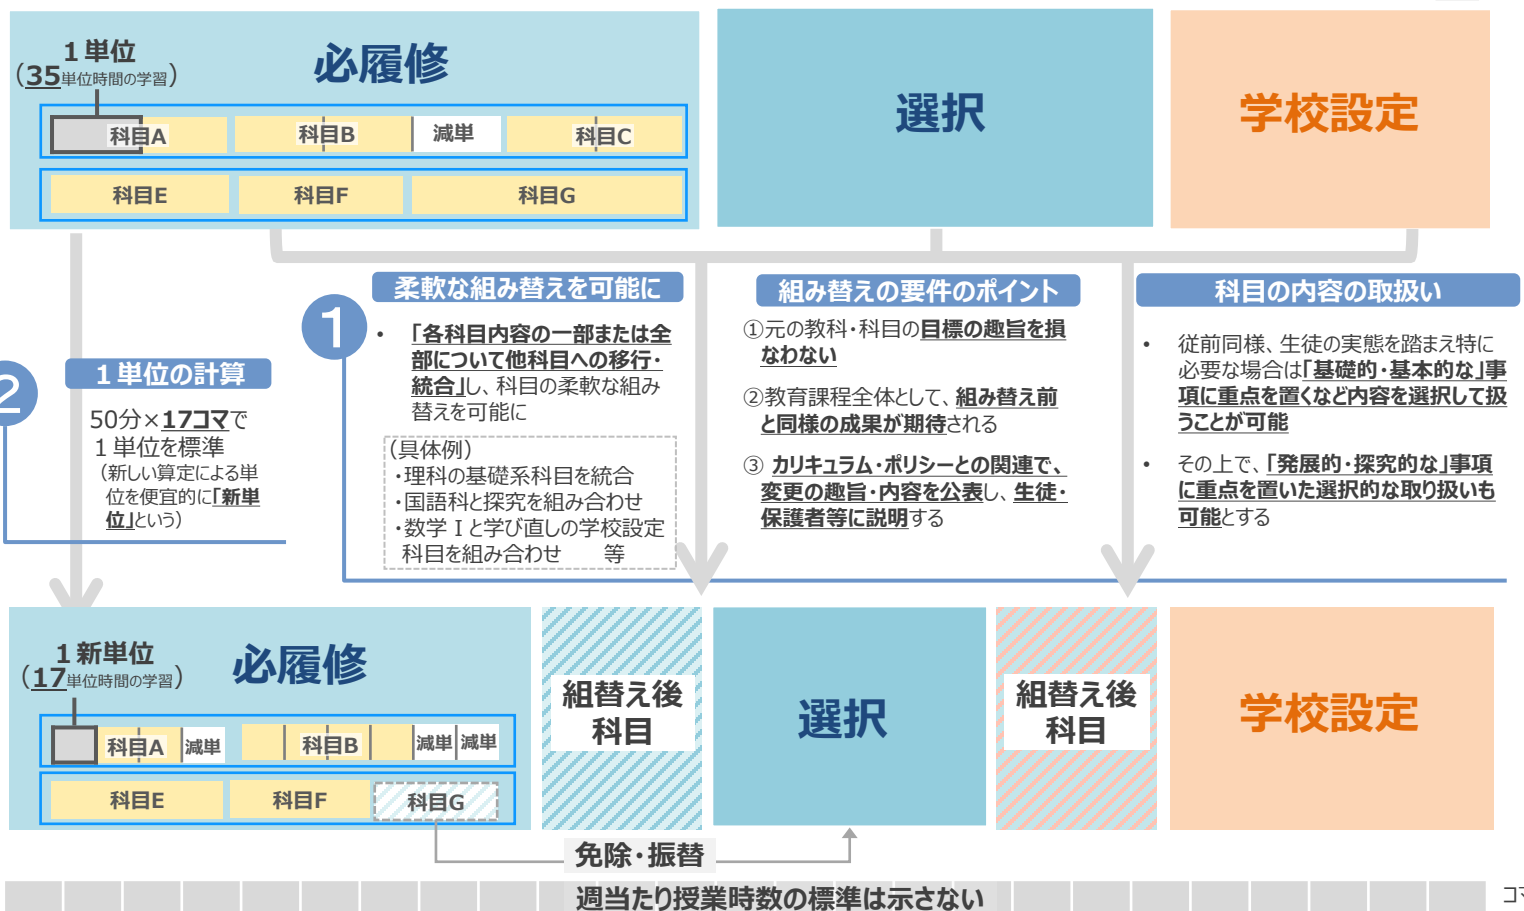 1単位
（35単位時間の学習）
必履修
選択
学校設定
科目A
科目B
減単
科目C
科目E
科目F
科目G
柔軟な組み替えを可能に
組み替えの要件のポイント
科目の内容の取扱い
1
・「各科目内容の一部または全
部について他科目への移行・
統合」し、科目の柔軟な組み
替えを可能に
（具体例）
・理科の基礎系科目を統合
・国語科と探究を組み合わせ
・数学Ⅰと学び直しの学校設定
科目を組み合わせ　等
①元の教科・科目の目標の趣旨を損
なわない
②教育課程全体として、組み替え前
と同様の成果が期待される
③ カリキュラム・ポリシーとの関連で、
変更の趣旨・内容を公表し、生徒・
保護者等に説明する
・従前同様、生徒の実態を踏まえ特に
必要な場合は「基礎的・基本的な」事
項に重点を置くなど内容を選択して扱
うことが可能
・その上で、「発展的・探究的な」事項
に重点を置いた選択的な取り扱いも
可能とする
2
1単位の計算
50分×17コマで
1単位を標準
（新しい算定による単
位を便宜的に「新単
位」という）
1新単位
（17単位時間の学習）
必履修
組替え後
科目
選択
組替え後
科目
学校設定
科目A
減単
科目B
減単
減単
科目E
科目F
科目G
免除・振替
週当たり授業時数の標準は示さない
コマ